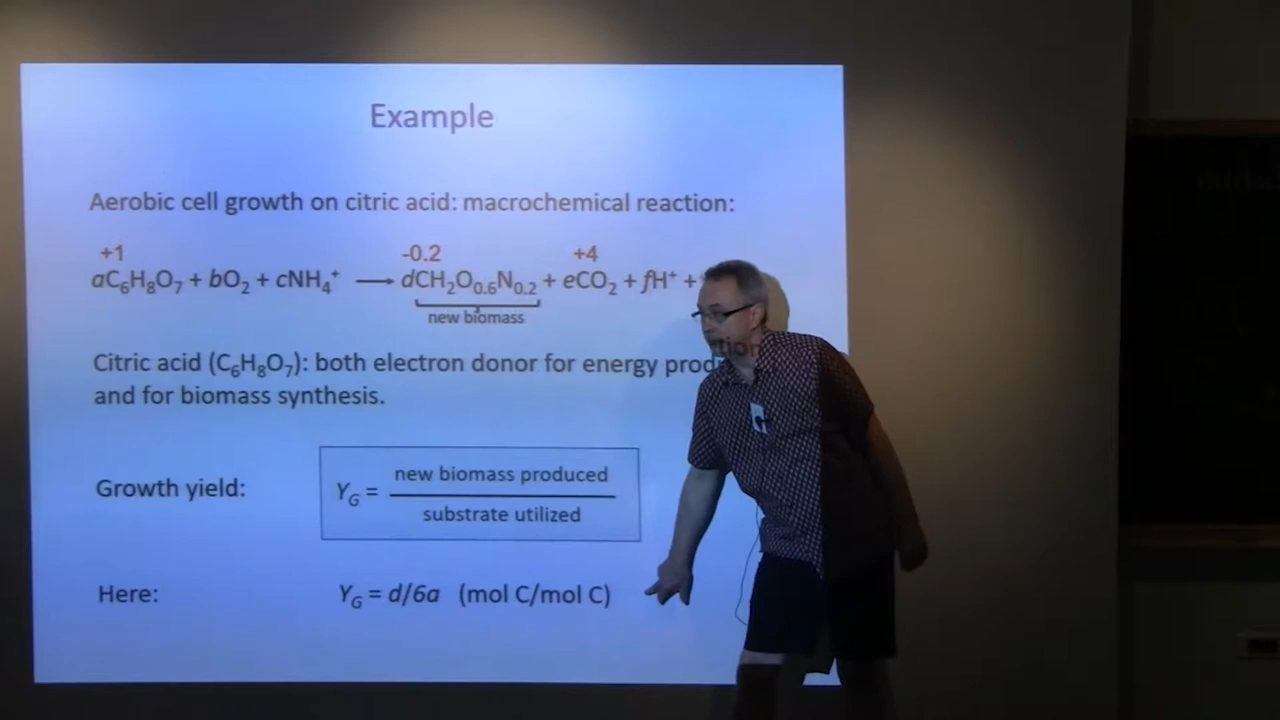 Example
Aerobic cell growth on citric acid: macrochemical reaction:
+1 -0.2 +4
aC₆H₈O₇ + bO₂ + cNH₄⁺ ⟶ dCH₂O₀.₆N₀.₂ + eCO₂ + fH⁺ +
new biomass
Citric acid (C₆H₈O₇): both electron donor for energy production
and for biomass synthesis.
new biomass produced
Growth yield: Y_G =
substrate utilized
Here: Y_G = d/6a (mol C/mol C)